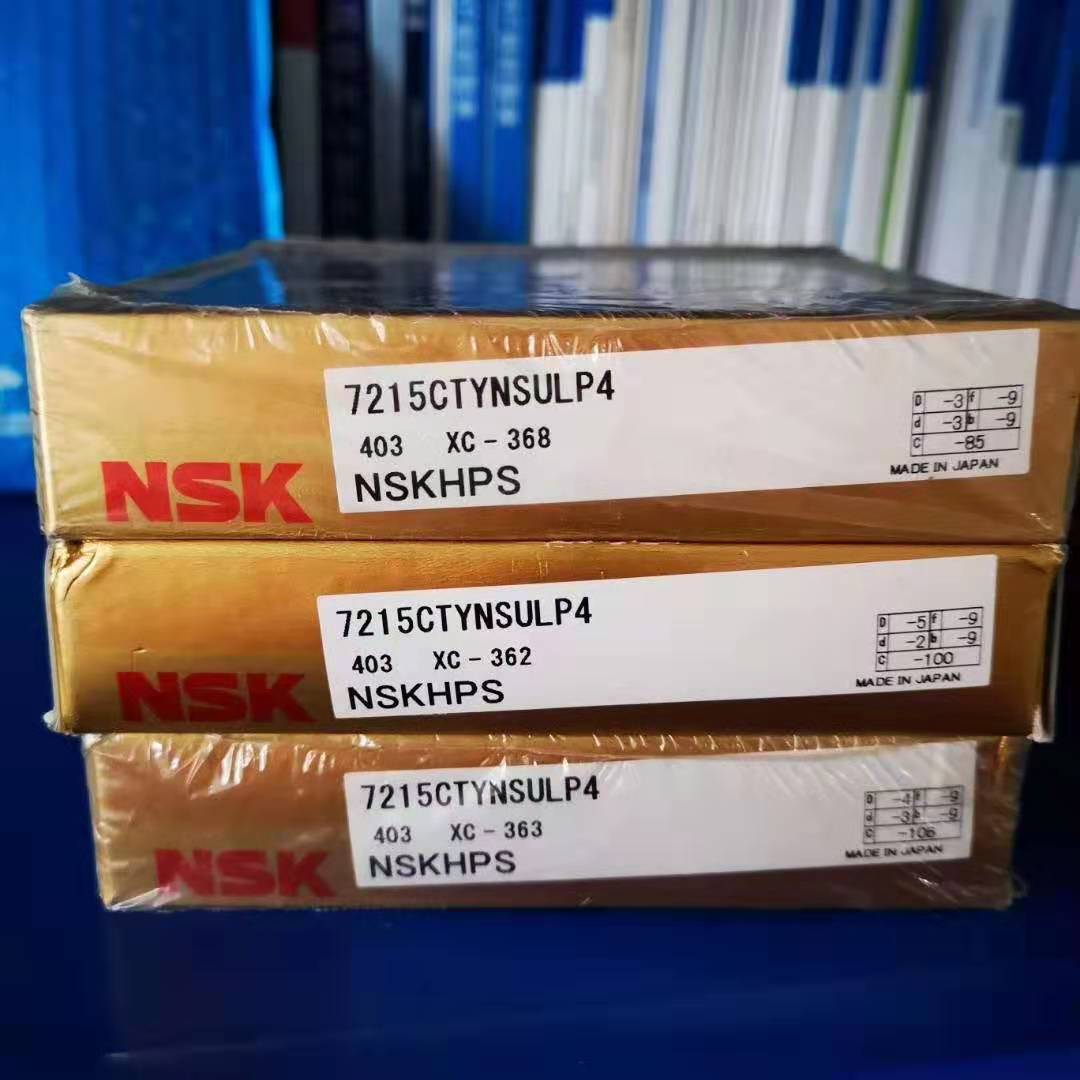 7215CTYNSULP4
403 XC-368
NSKHPS
NSK
D -3 f -9
d -3 b -9
C -85
MADE IN JAPAN
7215CTYNSULP4
403 XC-362
NSKHPS
NSK
D -5 f -9
d -2 b -9
C -100
MADE IN JAPAN
7215CTYNSULP4
403 XC-363
NSKHPS
NSK
D -4 f -9
d -3 b -9
C -106
MADE IN JAPAN